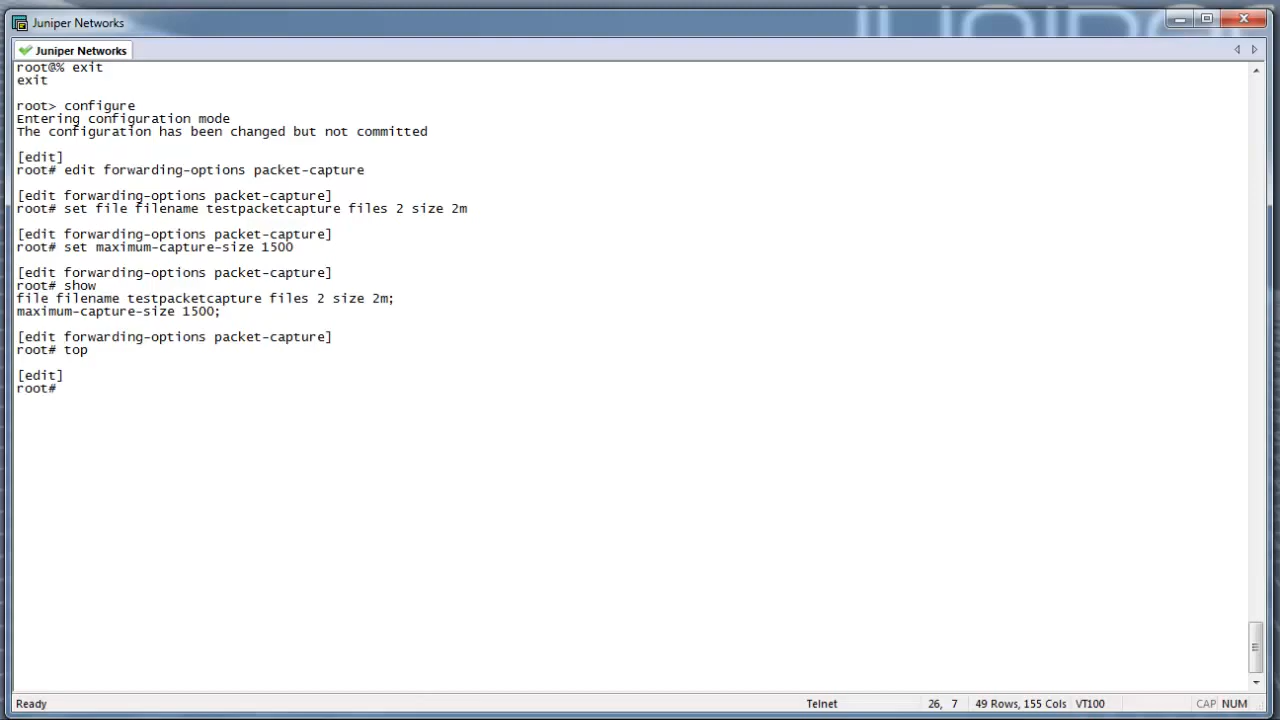 Juniper Networks
Juniper Networks
root@% exit
exit
root> configure
Entering configuration mode
The configuration has been changed but not committed
[edit]
root# edit forwarding-options packet-capture
[edit forwarding-options packet-capture]
root# set file filename testpacketcapture files 2 size 2m
[edit forwarding-options packet-capture]
root# set maximum-capture-size 1500
[edit forwarding-options packet-capture]
root# show
file filename testpacketcapture files 2 size 2m;
maximum-capture-size 1500;
[edit forwarding-options packet-capture]
root# top
[edit]
root#
Ready Telnet 26, 7 49 Rows, 155 Cols VT100 CAP NUM